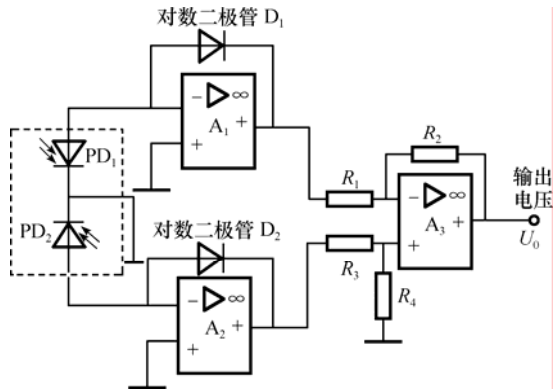 对数二极管 D₁
− ▷ ∞
A₁
+ +
PD₁
PD₂
R₁
R₂
− ▷ ∞
A₃
+ +
输出
电压
U₀
对数二极管 D₂
− ▷ ∞
A₂
+ +
R₃
R₄